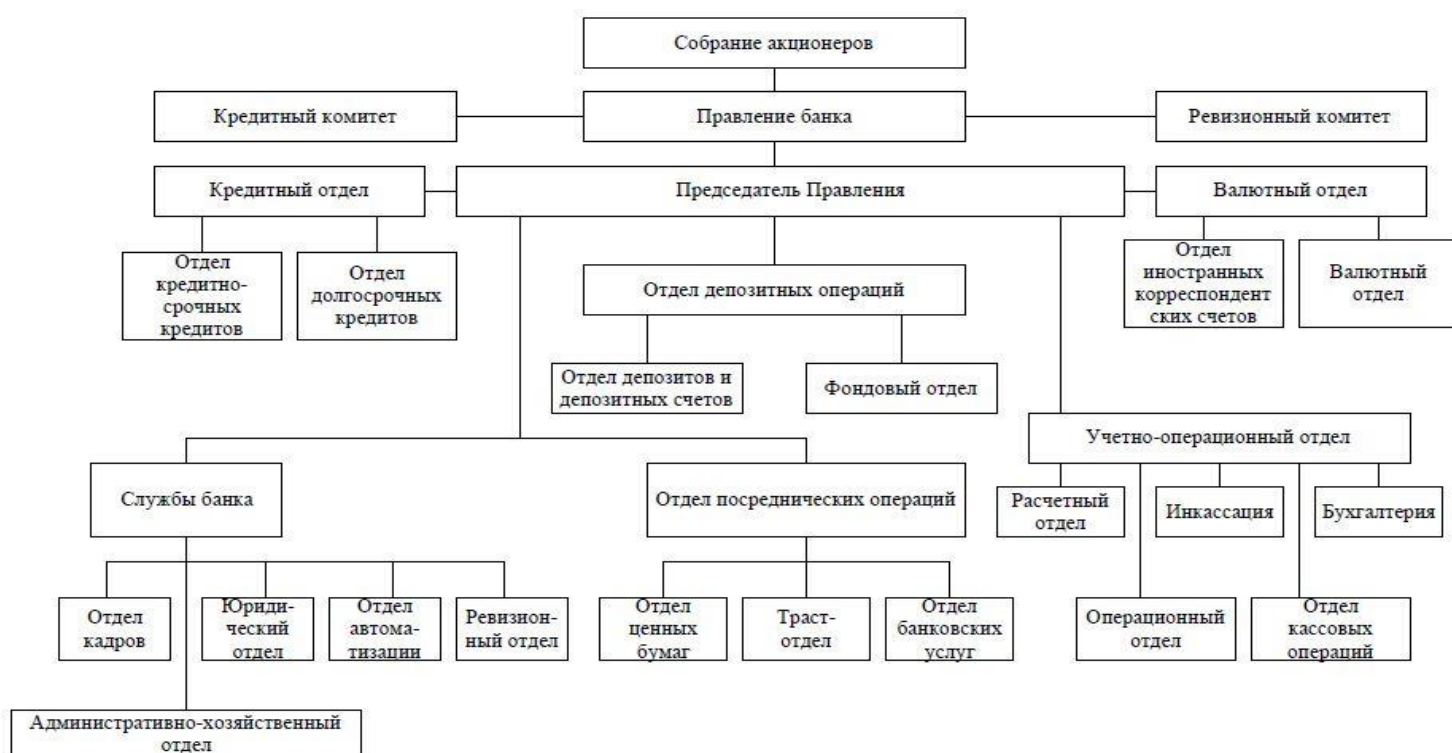 Собрание акционеров
Кредитный комитет
Правление банка
Ревизионный комитет
Кредитный отдел
Председатель Правления
Валютный отдел
Отдел
кредитно-
срочных
кредитов
Отдел
долгосрочных
кредитов
Отдел депозитных операций
Отдел
иностранных
корреспондент
ских счетов
Валютный
отдел
Отдел депозитов и
депозитных счетов
Фондовый отдел
Учетно-операционный отдел
Службы банка
Отдел посреднических операций
Расчетный
отдел
Инкассация
Бухгалтерия
Отдел
кадров
Юриди-
ческий
отдел
Отдел
автома-
тизации
Ревизион-
ный отдел
Отдел
ценных
бумаг
Траст-
отдел
Отдел
банковских
услуг
Операционный
отдел
Отдел
кассовых
операций
Административно-хозяйственный
отдел